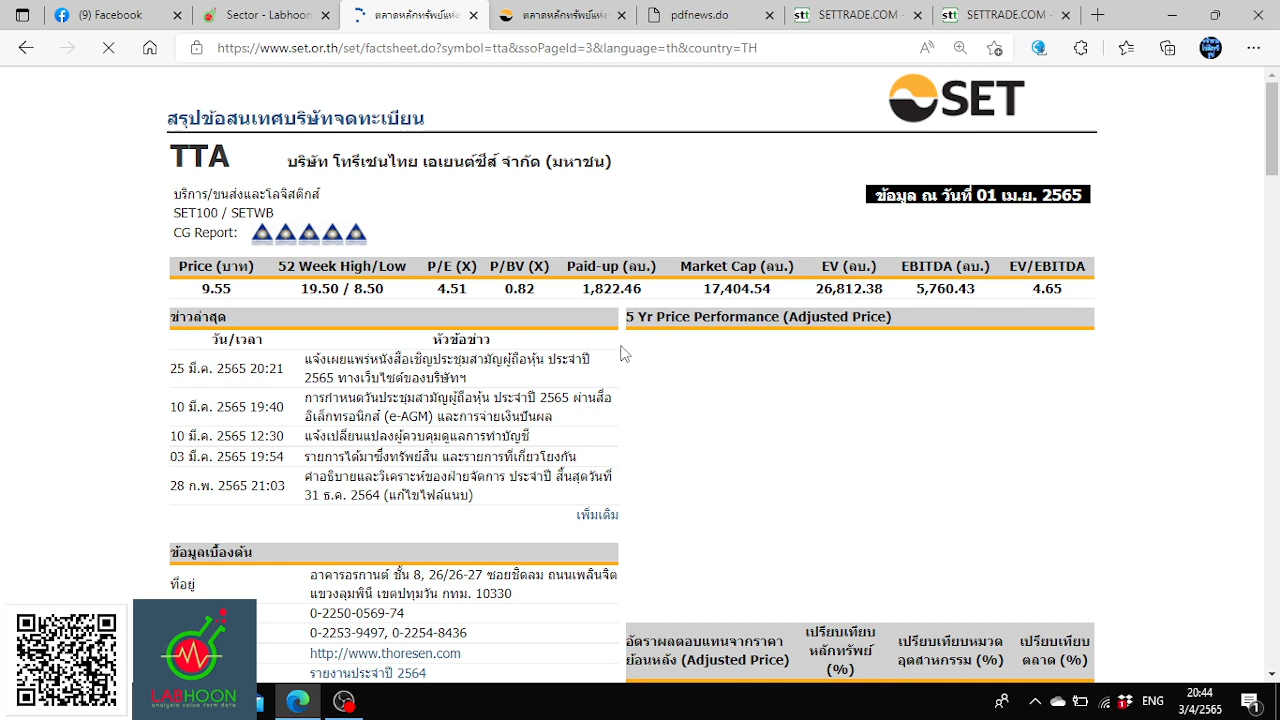 (9) Facebook
Scanner - LABHOON
ตลาดหลักทรัพย์แห่ง
ตลาดหลักทรัพย์แห่ง
pdfnews.do
SETTRADE.COM -
SETTRADE.COM -
https://www.set.or.th/set/factsheet.do?symbol=tta&ssoPageId=3&language=th&country=TH
SET
สรุปข้อสนเทศบริษัทจดทะเบียน
TTA บริษัท โทรีเซนไทย เอเยนต์ซีส์ จำกัด (มหาชน)
บริการ/ขนส่งและโลจิสติกส์
ข้อมูล ณ วันที่ 01 เม.ย. 2565
SET100 / SETWB
CG Report:
Price (บาท) 52 Week High/Low P/E (X) P/BV (X) Paid-up (ลบ.) Market Cap (ลบ.) EV (ลบ.) EBITDA (ลบ.) EV/EBITDA
9.55 19.50 / 8.50 4.51 0.82 1,822.46 17,404.54 26,812.38 5,760.43 4.65
ข่าวล่าสุด
5 Yr Price Performance (Adjusted Price)
วัน/เวลา หัวข้อข่าว
25 มี.ค. 2565 20:21 แจ้งเผยแพร่หนังสือเชิญประชุมสามัญผู้ถือหุ้น ประจำปี
2565 ทางเว็บไซต์ของบริษัทฯ
10 มี.ค. 2565 19:40 การกำหนดวันประชุมสามัญผู้ถือหุ้น ประจำปี 2565 ผ่านสื่อ
อิเล็กทรอนิกส์ (e-AGM) และการจ่ายเงินปันผล
10 มี.ค. 2565 12:30 แจ้งเปลี่ยนแปลงผู้ควบคุมดูแลการทำบัญชี
03 มี.ค. 2565 19:54 รายการได้มาซึ่งทรัพย์สิน และรายการที่เกี่ยวโยงกัน
28 ก.พ. 2565 21:03 คำอธิบายและวิเคราะห์ของฝ่ายจัดการ ประจำปี สิ้นสุดวันที่
31 ธ.ค. 2564 (แก้ไขไฟล์แนบ)
เพิ่มเติม
ข้อมูลเบื้องต้น
ที่อยู่ อาคารอรกานต์ ชั้น 8, 26/26-27 ซอยชิดลม ถนนเพลินจิต
แขวงลุมพินี เขตปทุมวัน กทม. 10330
0-2250-0569-74
0-2253-9497, 0-2254-8436
http://www.thoresen.com
รายงานประจำปี 2564
อัตราผลตอบแทนจากราคา
ย้อนหลัง (Adjusted Price)
เปรียบเทียบ
หลักทรัพย์
(%)
เปรียบเทียบหมวด
อุตสาหกรรม (%)
เปรียบเทียบ
ตลาด (%)
LABHOON
analysis value form data
ENG
20:44
3/4/2565